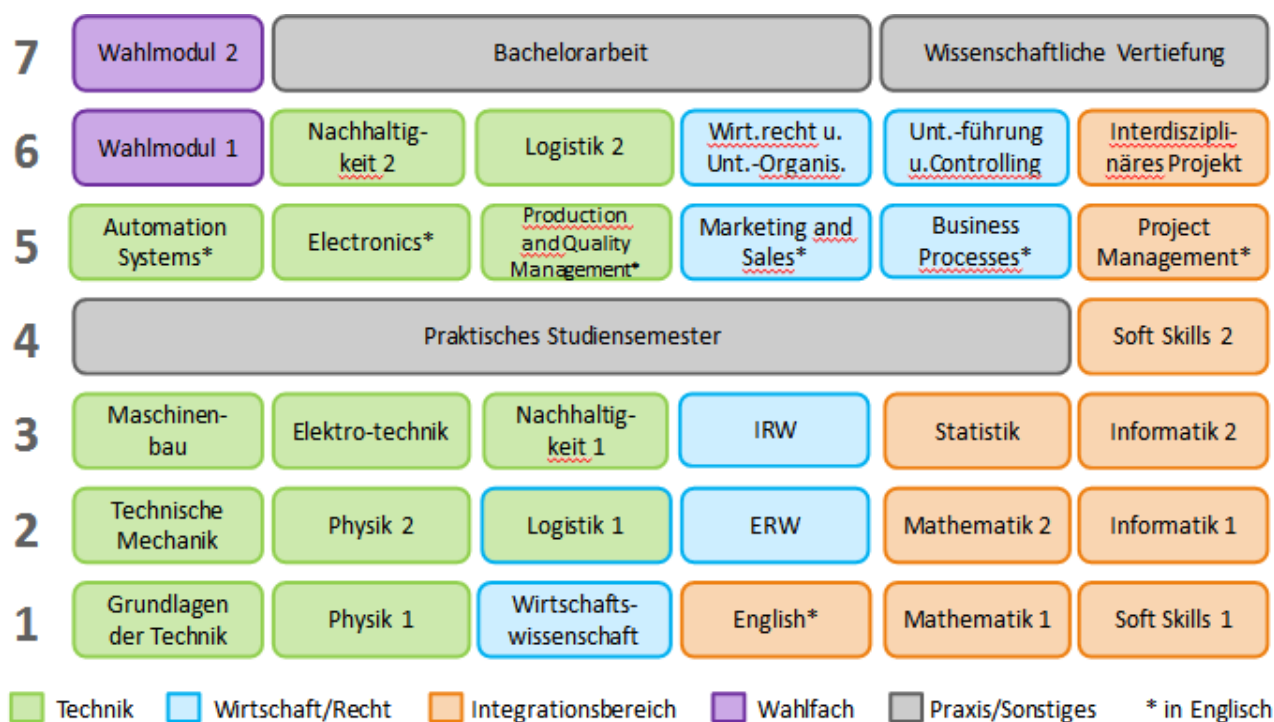 7
Wahlmodul 2
Bachelorarbeit
Wissenschaftliche Vertiefung
6
Wahlmodul 1
Nachhaltig-
keit 2
Logistik 2
Wirt.recht u.
Unt.-Organis.
Unt.-führung
u.Controlling
Interdiszipli-
näres Projekt
5
Automation
Systems*
Electronics*
Production
and Quality
Management*
Marketing and
Sales*
Business
Processes*
Project
Management*
4
Praktisches Studiensemester
Soft Skills 2
3
Maschinen-
bau
Elektro-technik
Nachhaltig-
keit 1
IRW
Statistik
Informatik 2
2
Technische
Mechanik
Physik 2
Logistik 1
ERW
Mathematik 2
Informatik 1
1
Grundlagen
der Technik
Physik 1
Wirtschafts-
wissenschaft
English*
Mathematik 1
Soft Skills 1
Technik
Wirtschaft/Recht
Integrationsbereich
Wahlfach
Praxis/Sonstiges
* in Englisch